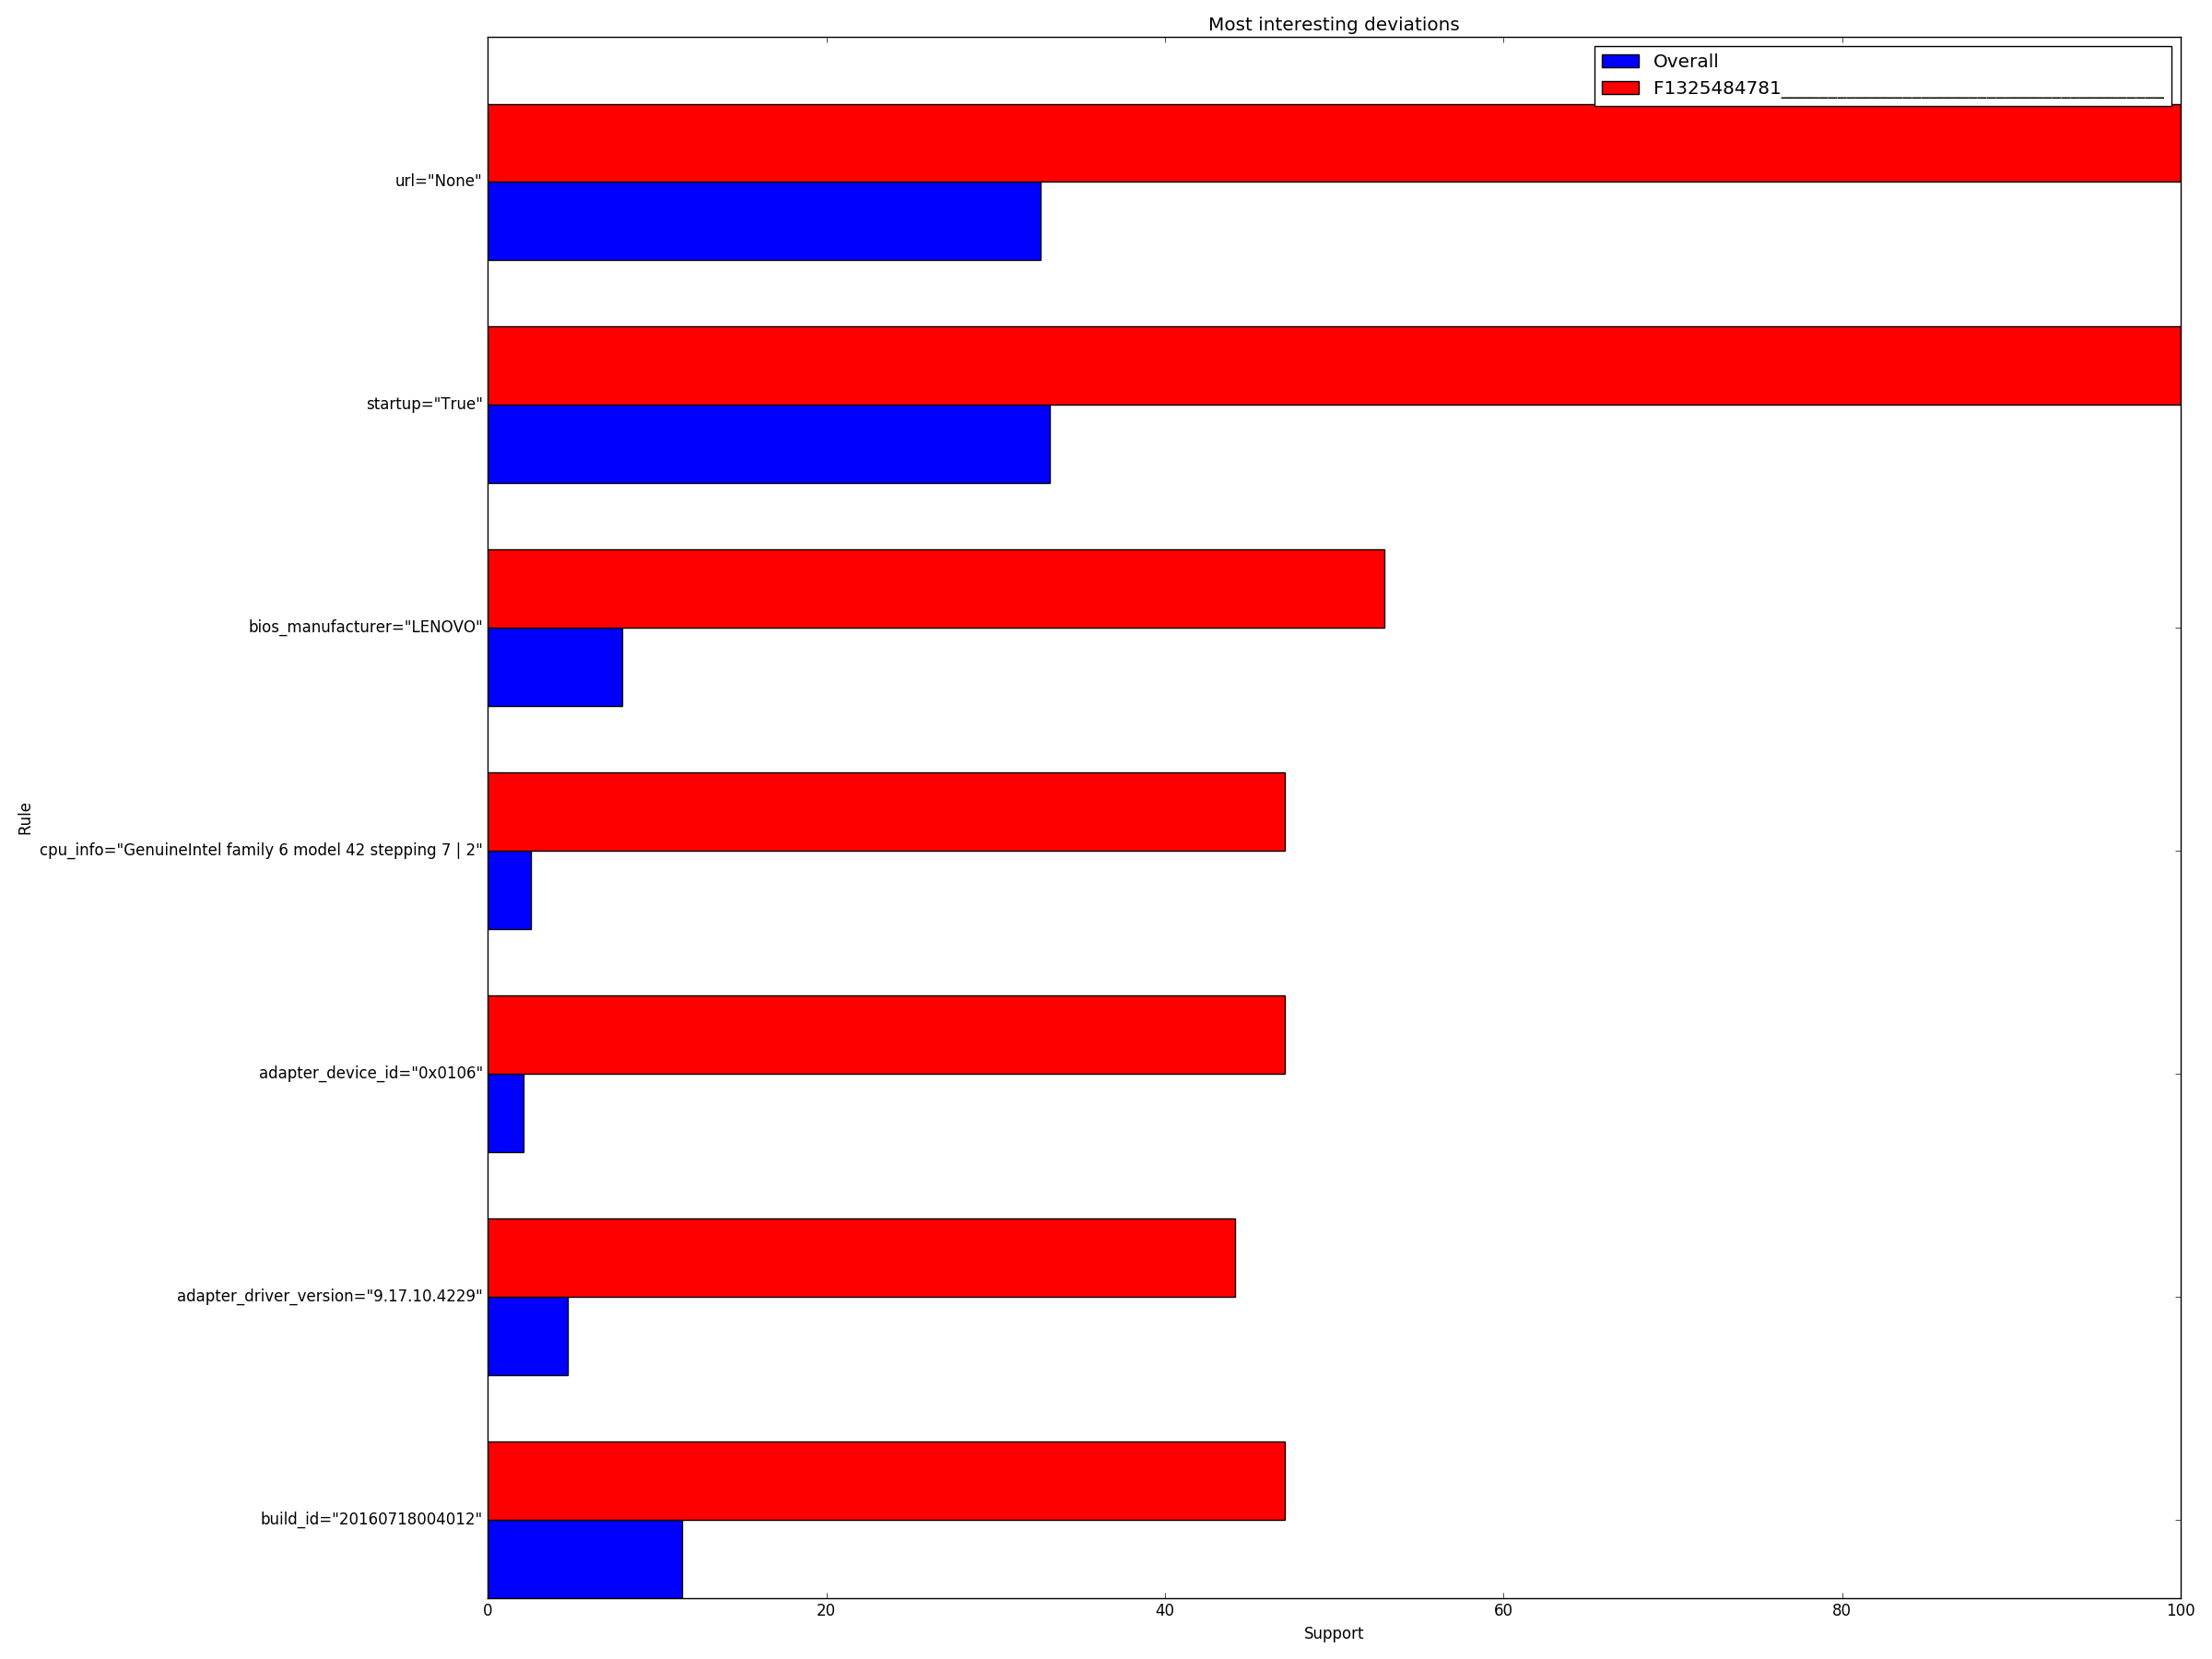 Most interesting deviations
Overall
F1325484781_________________________________________
url="None"
startup="True"
bios_manufacturer="LENOVO"
cpu_info="GenuineIntel family 6 model 42 stepping 7 | 2"
adapter_device_id="0x0106"
adapter_driver_version="9.17.10.4229"
build_id="20160718004012"
Rule
0 20 40 60 80 100
Support